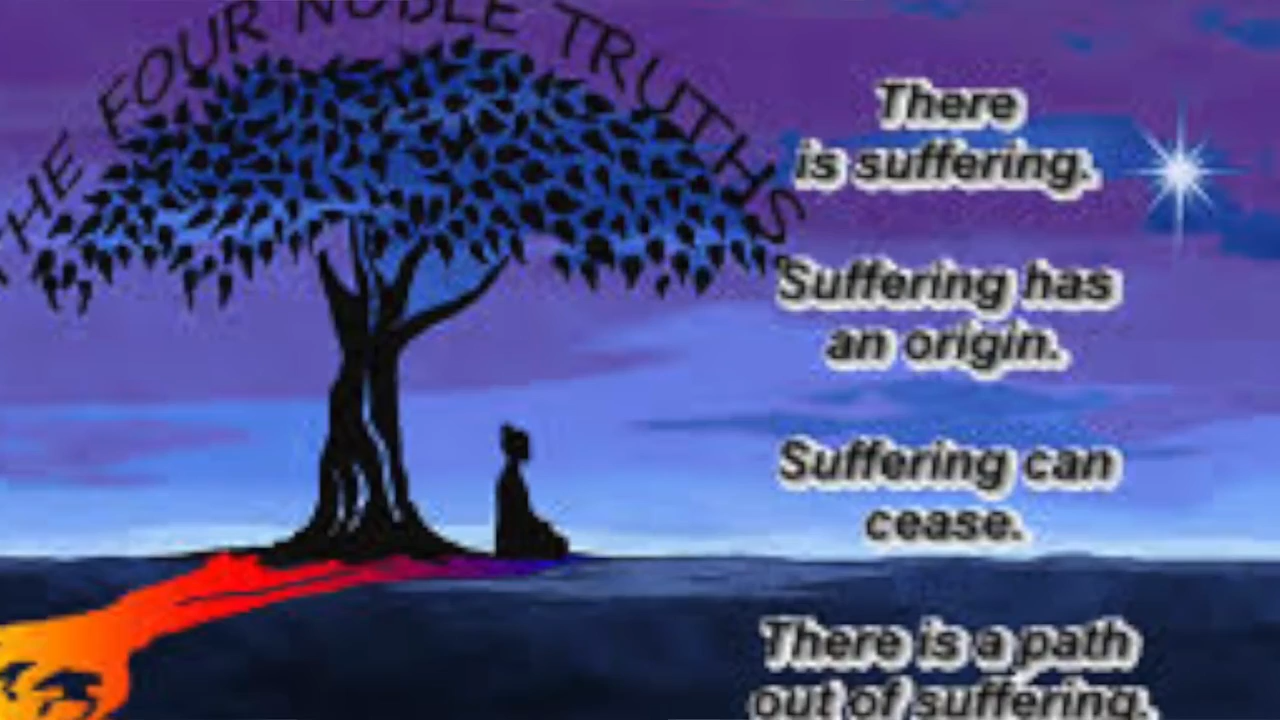 THE FOUR NOBLE TRUTHS
There
is suffering.
Suffering has
an origin.
Suffering can
cease.
There is a path
out of suffering.